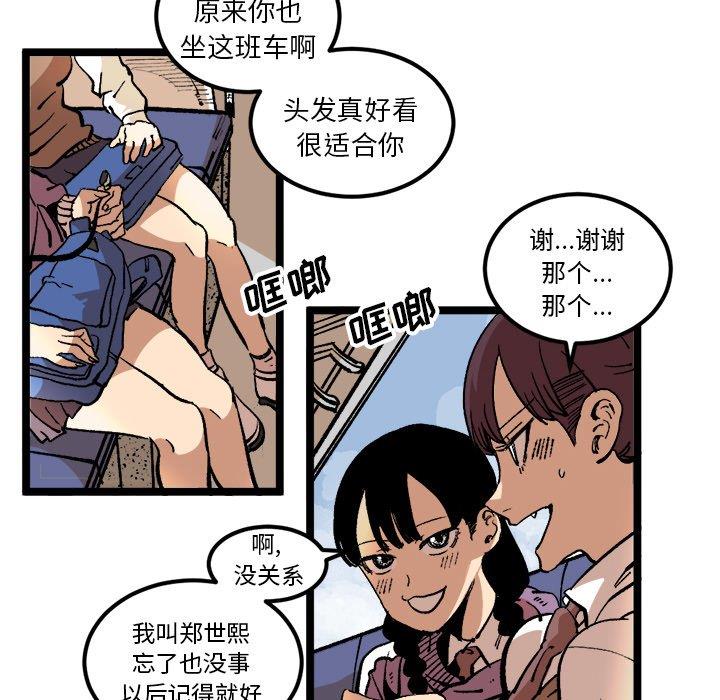 原来你也
坐这班车啊
头发真好看
很适合你
哐啷
哐啷
谢...谢谢
那个...
那个...
啊,
没关系
我叫郑世熙
忘了也没事
以后记得就好